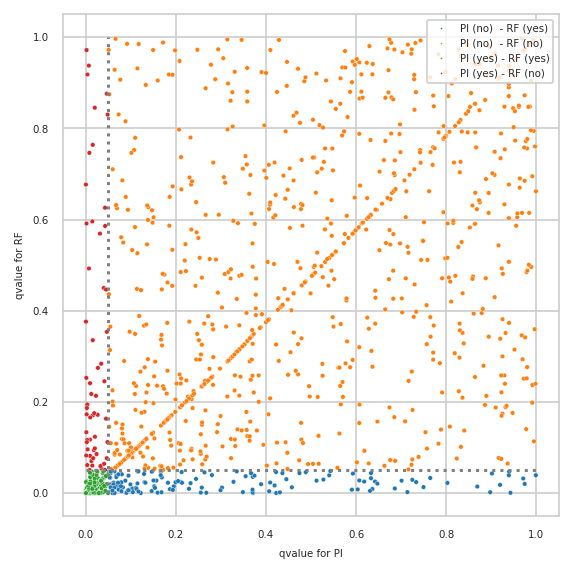 PI (no)  - RF (yes)
PI (no)  - RF (no)
PI (yes) - RF (yes)
PI (yes) - RF (no)
1.0
0.8
0.6
0.4
0.2
0.0
qvalue for RF
0.0 0.2 0.4 0.6 0.8 1.0
qvalue for PI